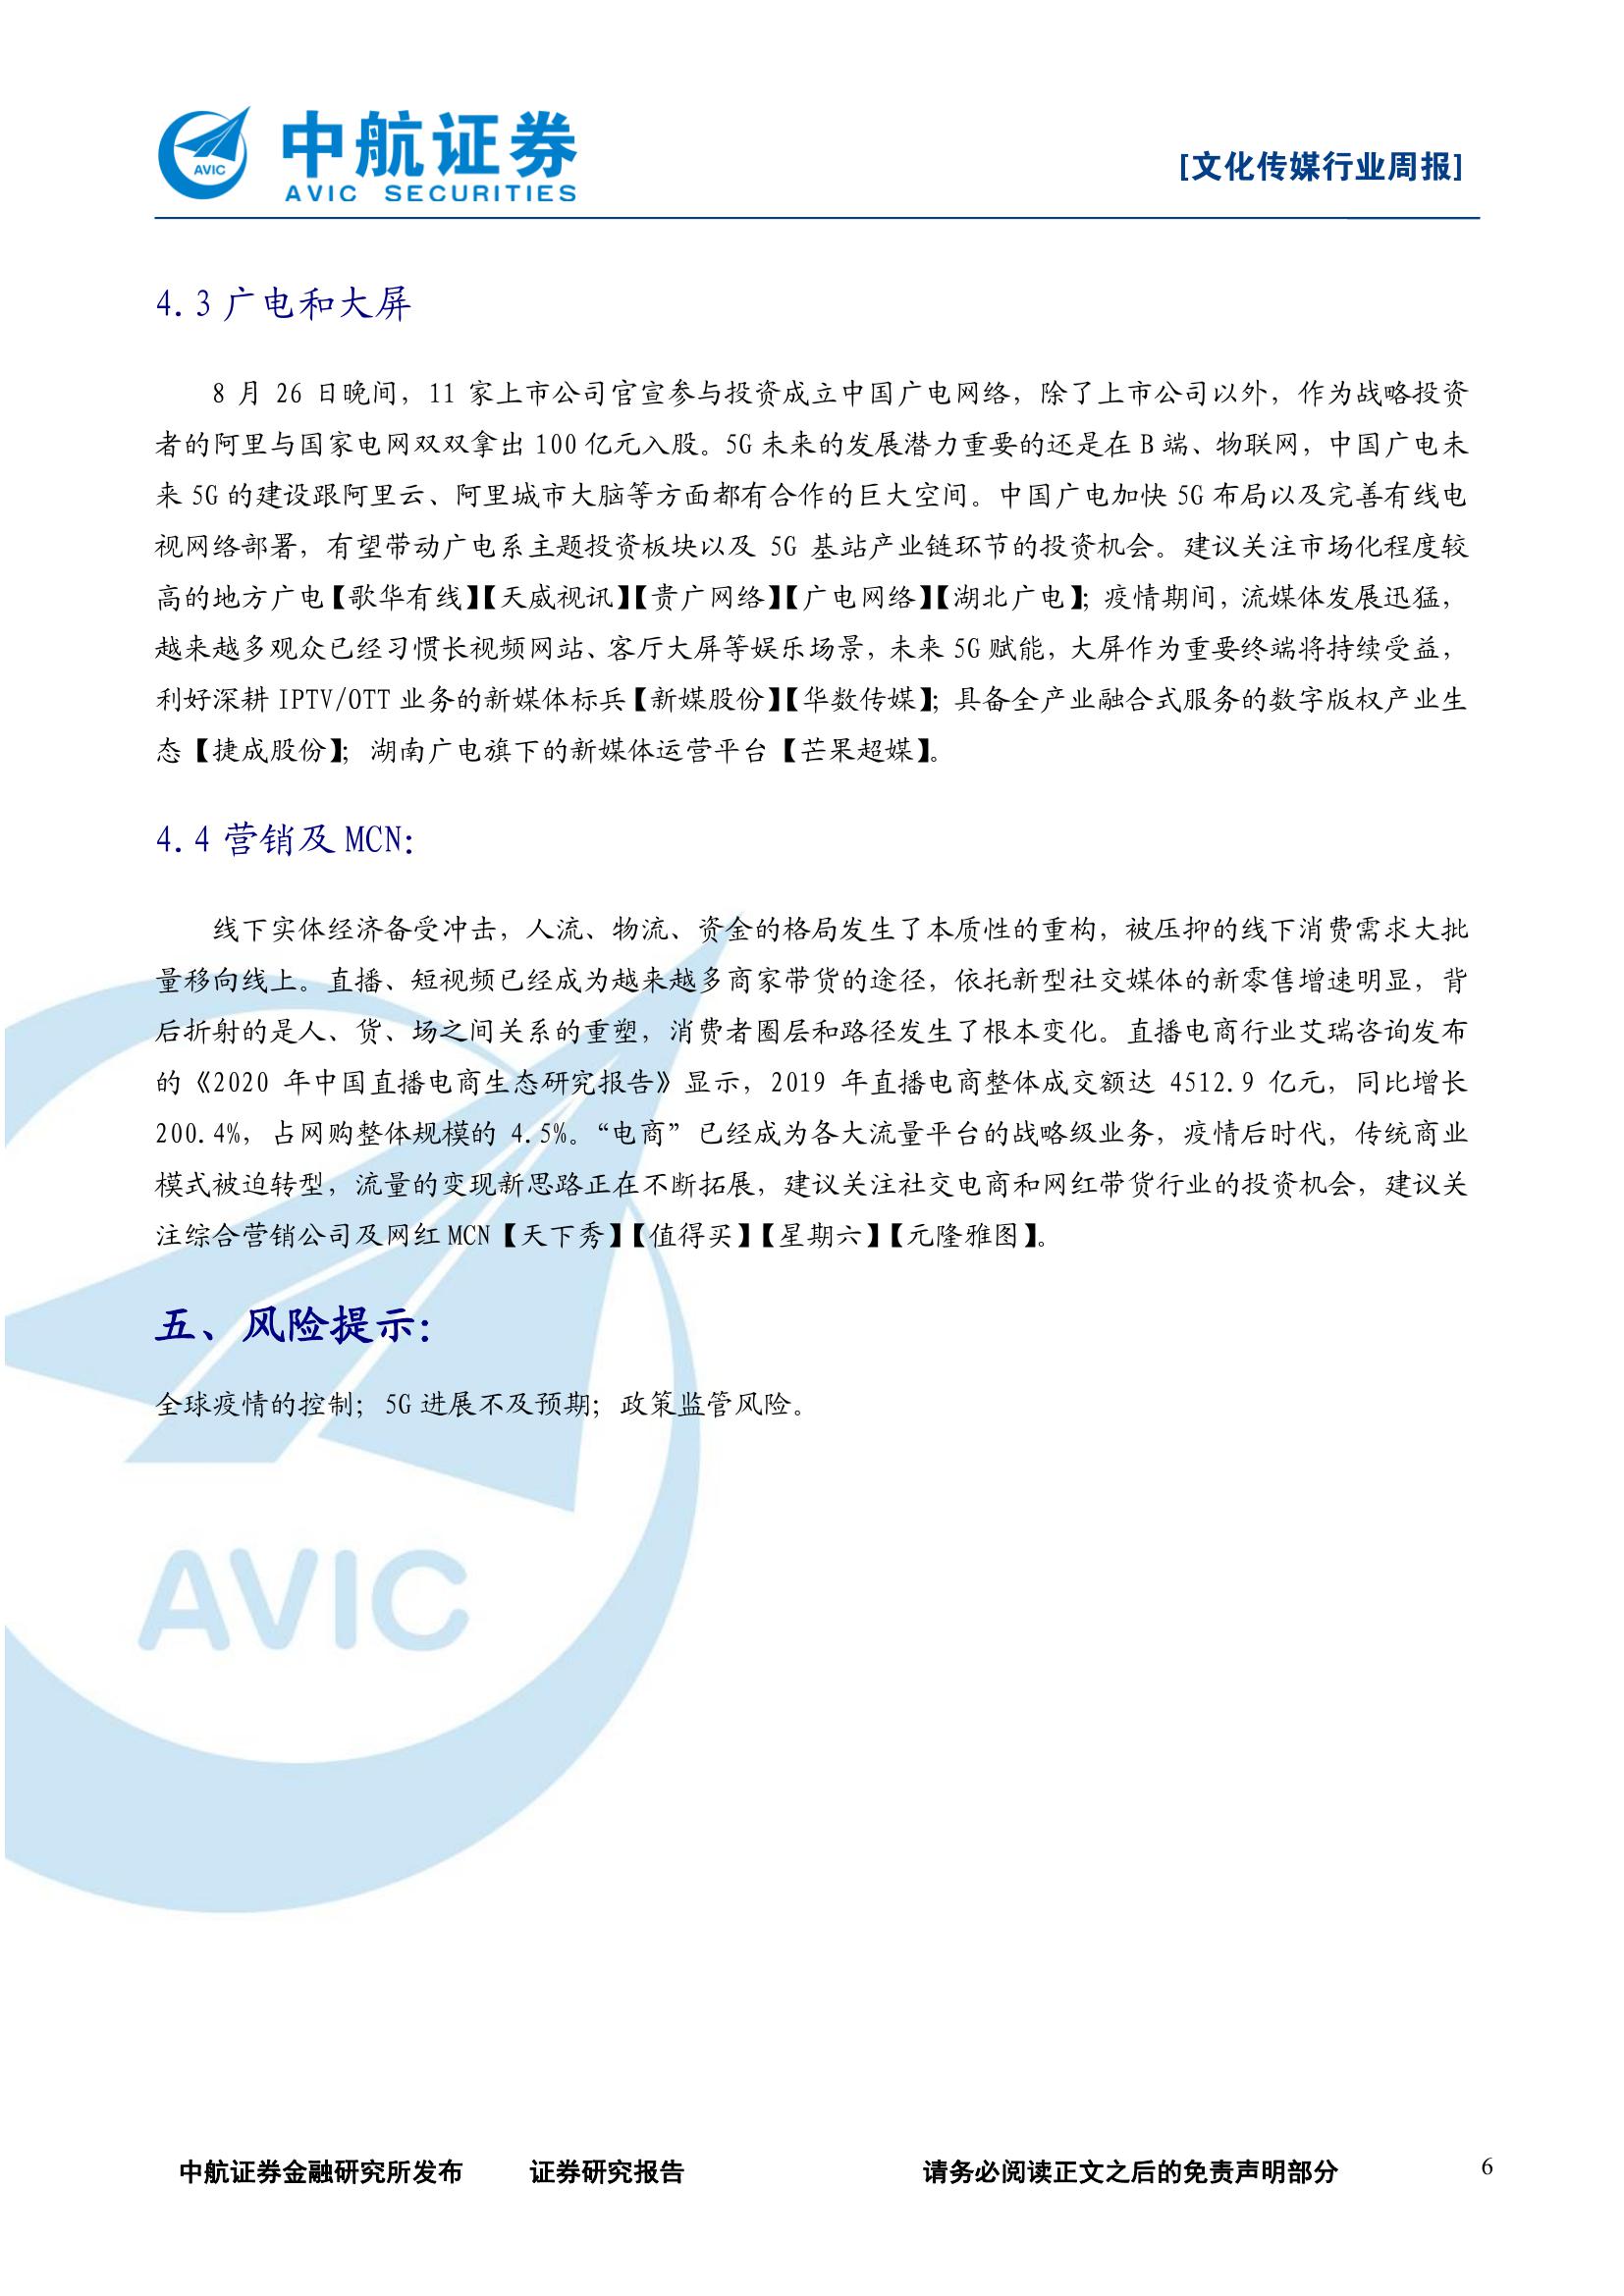 AVIC
中航证券
AVIC SECURITIES
[文化传媒行业周报]
4.3 广电和大屏
8 月 26 日晚间，11 家上市公司官宣参与投资成立中国广电网络，除了上市公司以外，作为战略投资
者的阿里与国家电网双双拿出 100 亿元入股。5G 未来的发展潜力重要的还是在 B 端、物联网，中国广电未
来 5G 的建设跟阿里云、阿里城市大脑等方面都有合作的巨大空间。中国广电加快 5G 布局以及完善有线电
视网络部署，有望带动广电系主题投资板块以及 5G 基站产业链环节的投资机会。建议关注市场化程度较
高的地方广电【歌华有线】【天威视讯】【贵广网络】【广电网络】【湖北广电】；疫情期间，流媒体发展迅猛，
越来越多观众已经习惯长视频网站、客厅大屏等娱乐场景，未来 5G 赋能，大屏作为重要终端将持续受益，
利好深耕 IPTV/OTT 业务的新媒体标兵【新媒股份】【华数传媒】；具备全产业融合式服务的数字版权产业生
态【捷成股份】；湖南广电旗下的新媒体运营平台【芒果超媒】。
4.4 营销及 MCN：
线下实体经济备受冲击，人流、物流、资金的格局发生了本质性的重构，被压抑的线下消费需求大批
量移向线上。直播、短视频已经成为越来越多商家带货的途径，依托新型社交媒体的新零售增速明显，背
后折射的是人、货、场之间关系的重塑，消费者圈层和路径发生了根本变化。直播电商行业艾瑞咨询发布
的《2020 年中国直播电商生态研究报告》显示，2019 年直播电商整体成交额达 4512.9 亿元，同比增长
200.4%，占网购整体规模的 4.5%。“电商”已经成为各大流量平台的战略级业务，疫情后时代，传统商业
模式被迫转型，流量的变现新思路正在不断拓展，建议关注社交电商和网红带货行业的投资机会，建议关
注综合营销公司及网红 MCN【天下秀】【值得买】【星期六】【元隆雅图】。
五、风险提示：
全球疫情的控制；5G 进展不及预期；政策监管风险。
AVIC
中航证券金融研究所发布 证券研究报告 请务必阅读正文之后的免责声明部分 6